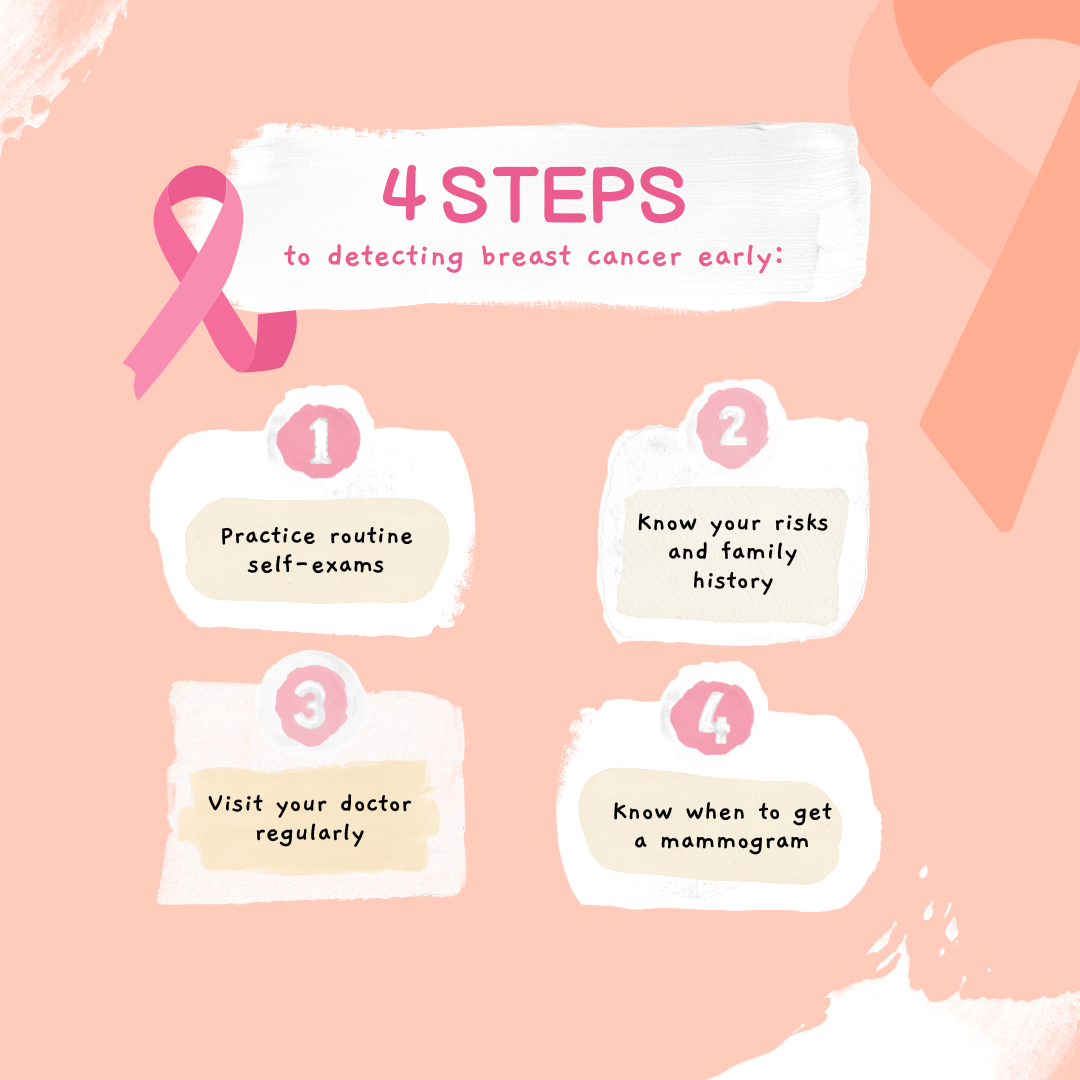 4 STEPS
to detecting breast cancer early:
1
Practice routine
self-exams
2
Know your risks
and family
history
3
Visit your doctor
regularly
4
Know when to get
a mammogram